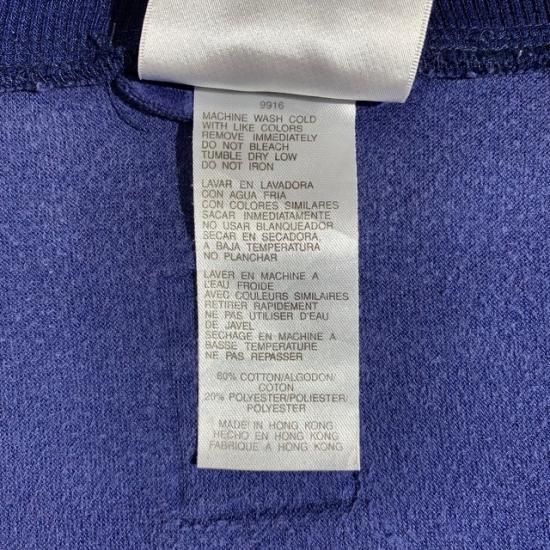 9916
MACHINE WASH COLD
WITH LIKE COLORS
REMOVE IMMEDIATELY
DO NOT BLEACH
TUMBLE DRY LOW
DO NOT IRON
LAVAR EN LAVADORA
CON AGUA FRIA
CON COLORES SIMILARES
SACAR INMEDIATAMENTE
NO USAR BLANQUEADOR
SECAR EN SECADORA,
A BAJA TEMPERATURA
NO PLANCHAR
LAVER EN MACHINE A
L'EAU FROIDE
AVEC COULEURS SIMILAIRES
RETIRER RAPIDEMENT
NE PAS UTILISER D'EAU
DE JAVEL
SECHAGE EN MACHINE A
BASSE TEMPERATURE
NE PAS REPASSER
80% COTTON/ALGODON/
COTON
20% POLYESTER/POLIESTER/
POLYESTER
MADE IN HONG KONG
HECHO EN HONG KONG
FABRIQUE A HONG KONG